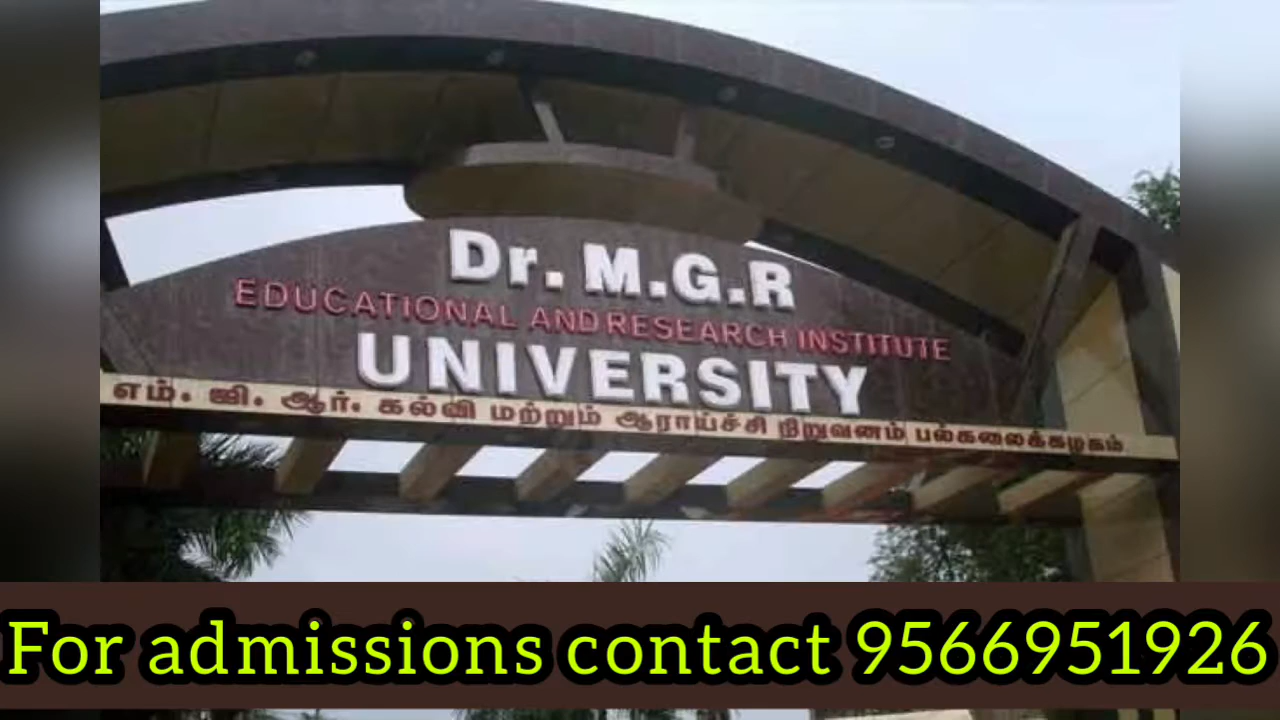 Dr. M.G.R
EDUCATIONAL AND RESEARCH INSTITUTE
UNIVERSITY
எம். ஜி. ஆர். கல்வி மற்றும் ஆராய்ச்சி நிறுவனம் பல்கலைக்கழகம்
For admissions contact 9566951926